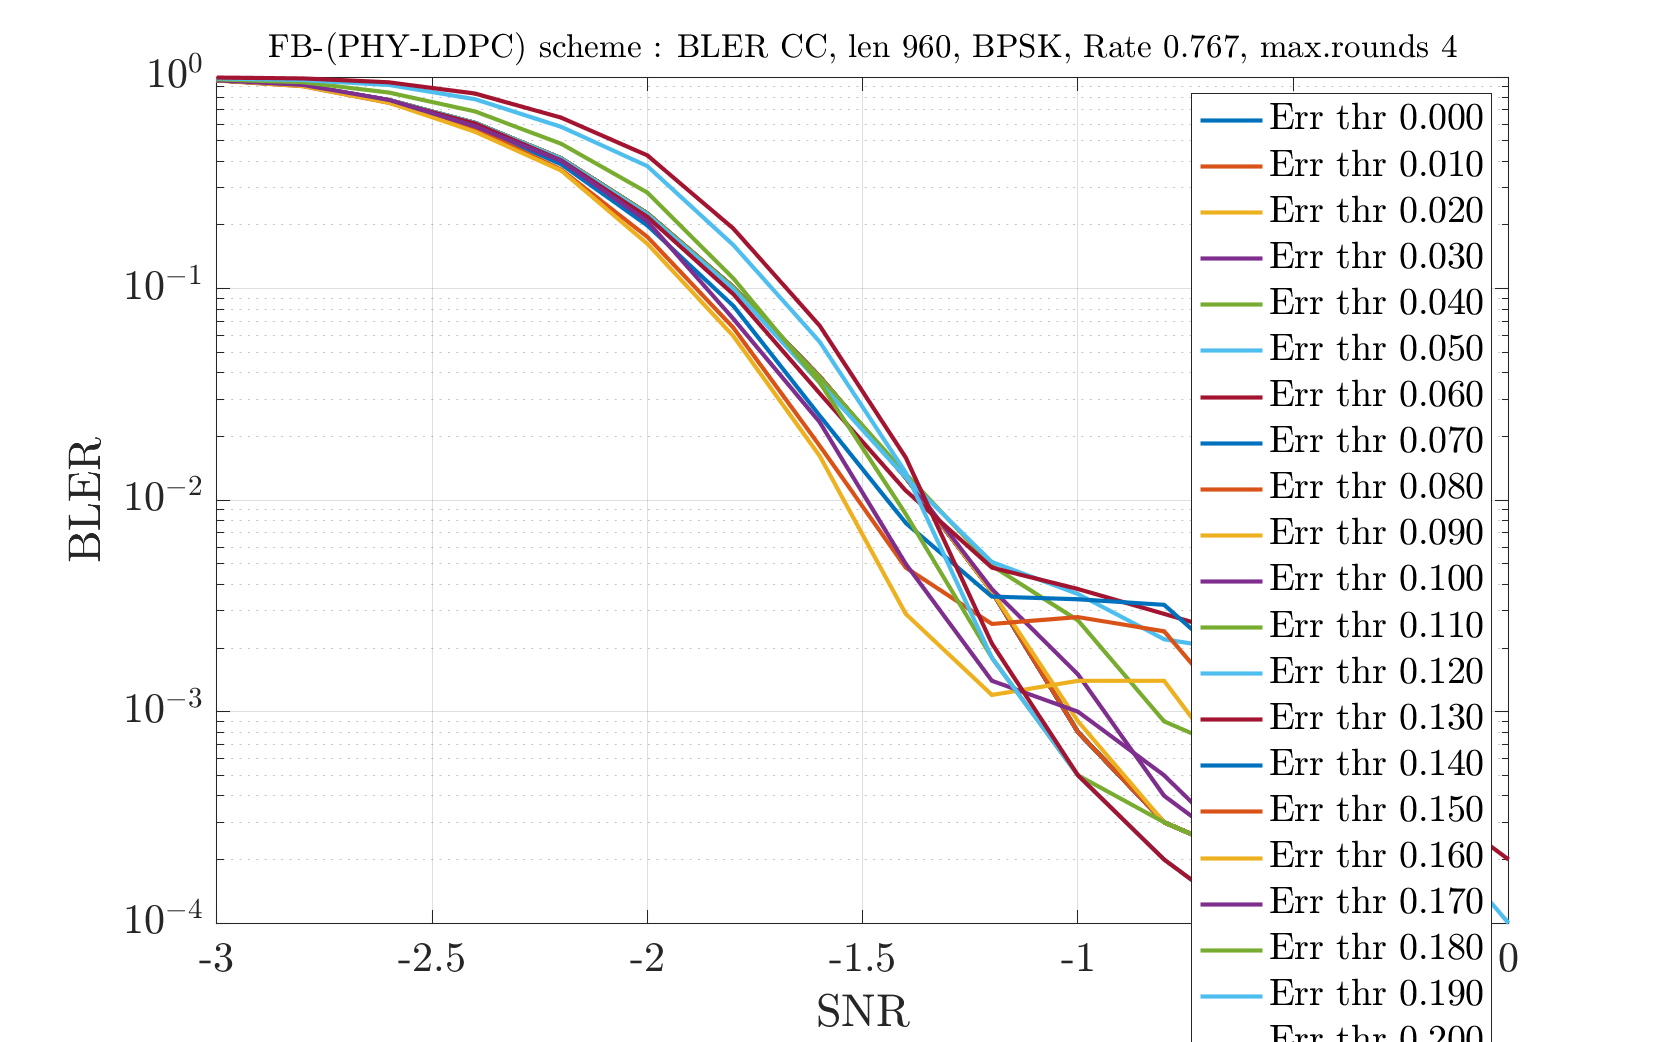 FB-(PHY-LDPC) scheme : BLER CC, len 960, BPSK, Rate 0.767, max.rounds 4
10^0
10^-1
10^-2
10^-3
10^-4
BLER
-3
-2.5
-2
-1.5
-1
0
SNR
Err thr 0.000
Err thr 0.010
Err thr 0.020
Err thr 0.030
Err thr 0.040
Err thr 0.050
Err thr 0.060
Err thr 0.070
Err thr 0.080
Err thr 0.090
Err thr 0.100
Err thr 0.110
Err thr 0.120
Err thr 0.130
Err thr 0.140
Err thr 0.150
Err thr 0.160
Err thr 0.170
Err thr 0.180
Err thr 0.190
Err thr 0.200